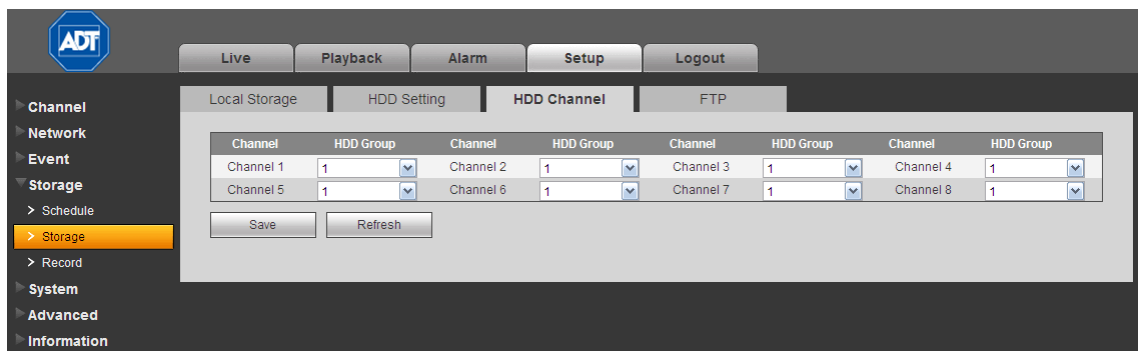 ADT
Live Playback Alarm Setup Logout
Channel
Network
Event
Storage
> Schedule
> Storage
> Record
System
Advanced
Information
Local Storage HDD Setting HDD Channel FTP
Channel HDD Group Channel HDD Group Channel HDD Group Channel HDD Group
Channel 1 1 Channel 2 1 Channel 3 1 Channel 4 1
Channel 5 1 Channel 6 1 Channel 7 1 Channel 8 1
Save Refresh